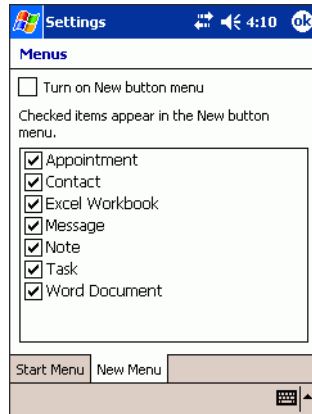 Settings 4:10 ok
Menus
Turn on New button menu
Checked items appear in the New button
menu.
Appointment
Contact
Excel Workbook
Message
Note
Task
Word Document
Start Menu New Menu